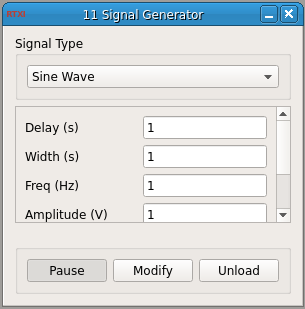 RTXI
11 Signal Generator
Signal Type
Sine Wave
Delay (s) 1
Width (s) 1
Freq (Hz) 1
Amplitude (V) 1
Pause Modify Unload